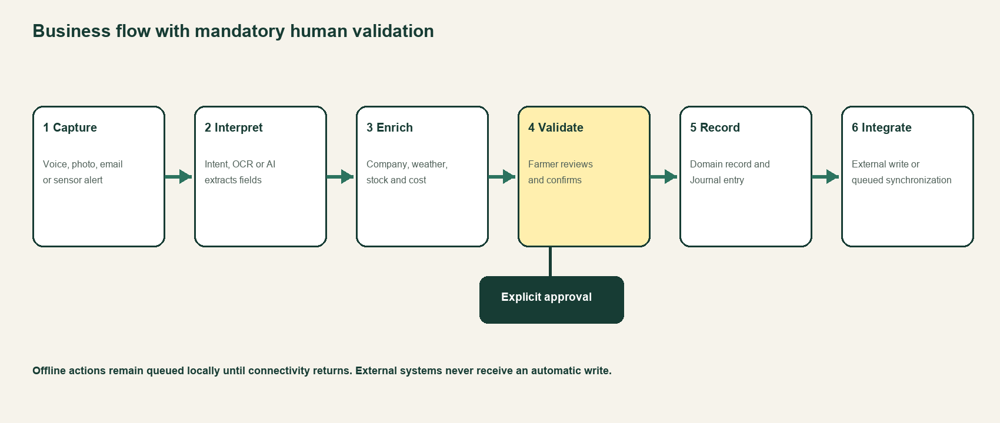 Business flow with mandatory human validation
1 Capture
Voice, photo, email
or sensor alert
2 Interpret
Intent, OCR or AI
extracts fields
3 Enrich
Company, weather,
stock and cost
4 Validate
Farmer reviews
and confirms
5 Record
Domain record and
Journal entry
6 Integrate
External write or
queued synchronization
Explicit approval
Offline actions remain queued locally until connectivity returns. External systems never receive an automatic write.